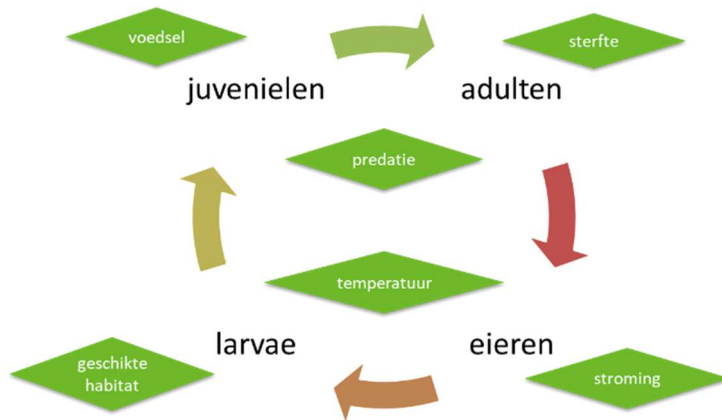 voedsel
sterfte
juvenielen
adulten
predatie
temperatuur
larvae
eieren
geschikte
habitat
stroming